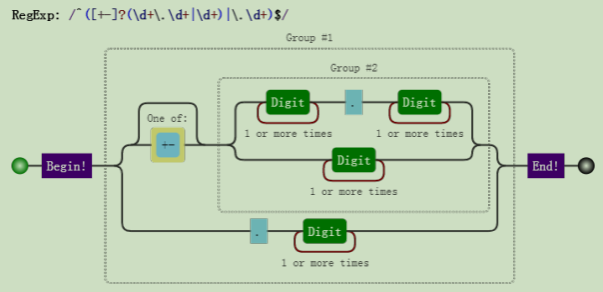 RegExp: /^([+-]?(\d+\.\d+|\d+)|\.\d+)$/
Group #1
Group #2
One of:
Digit . Digit
1 or more times 1 or more times
+-
Digit
Begin! End!
1 or more times
. Digit
1 or more times